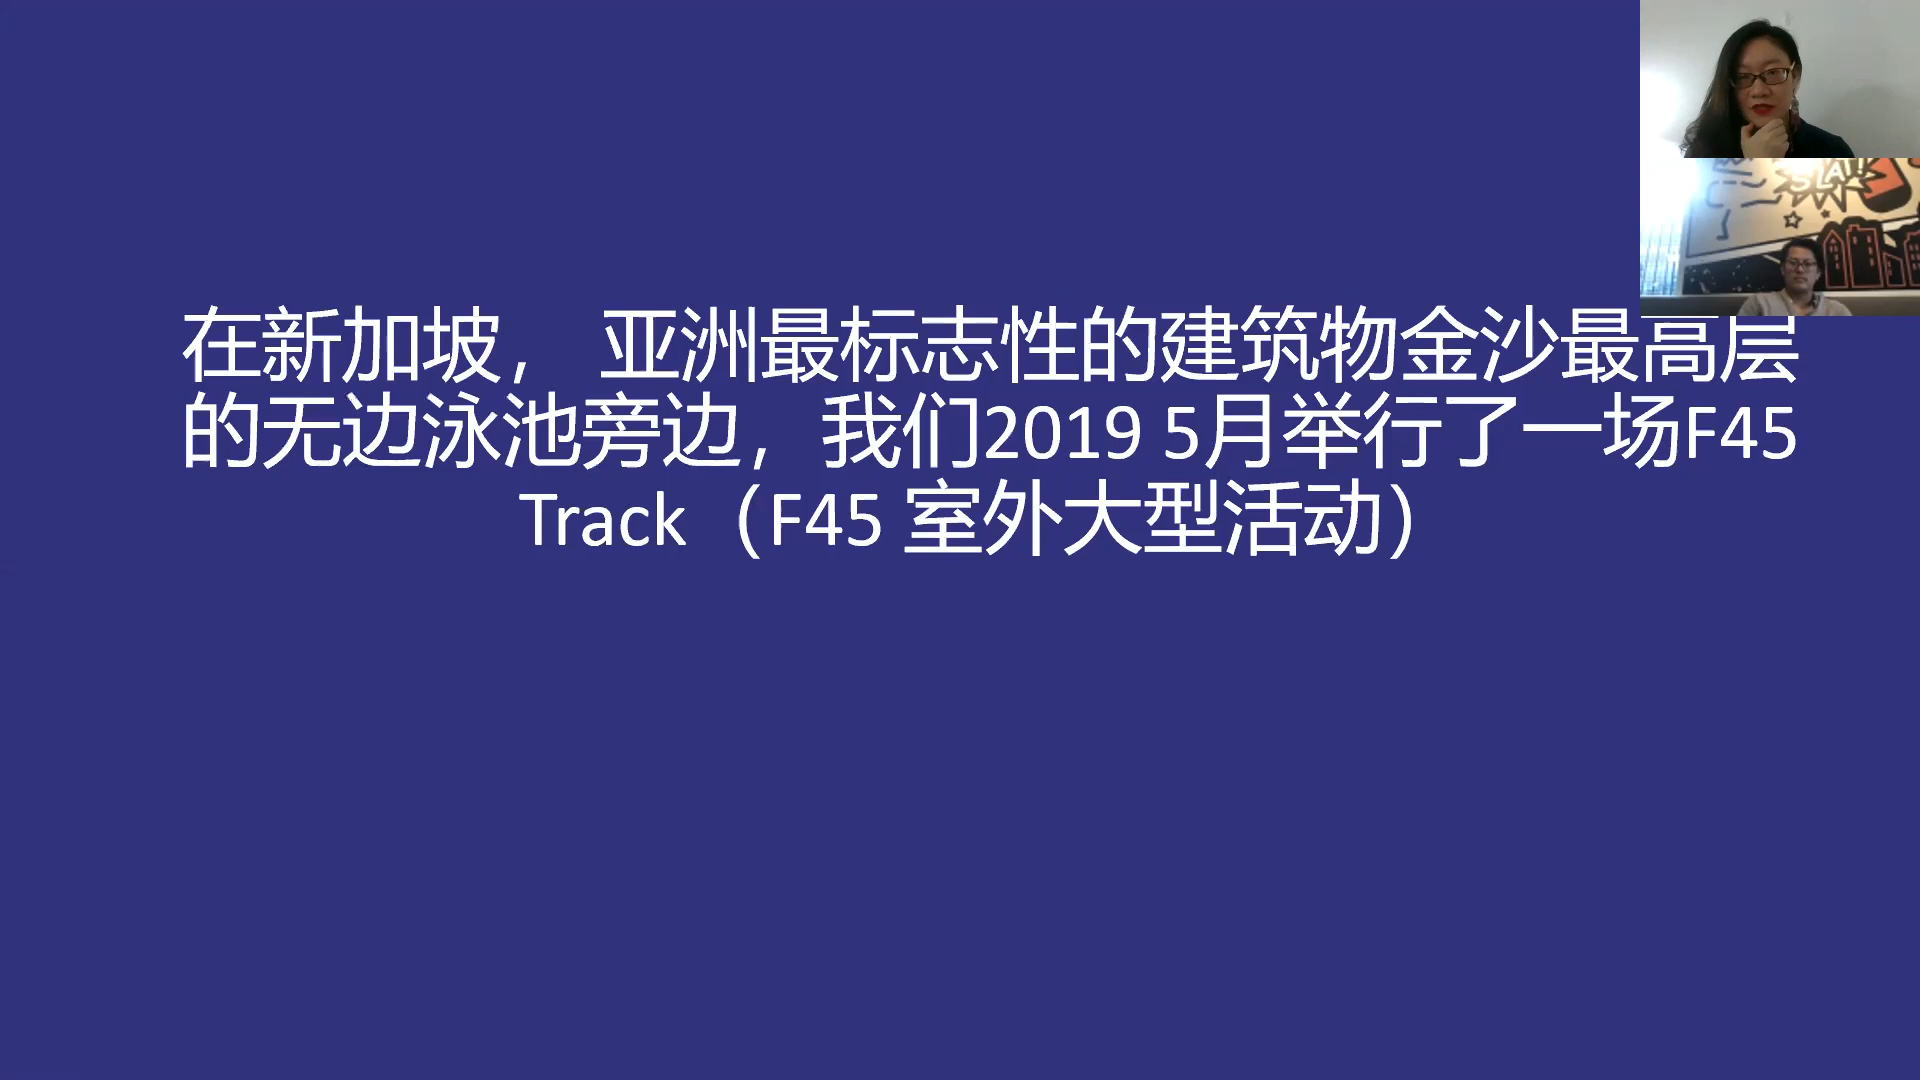 在新加坡， 亚洲最标志性的建筑物金沙最高层
的无边泳池旁边，我们2019 5月举行了一场F45
Track（F45 室外大型活动）